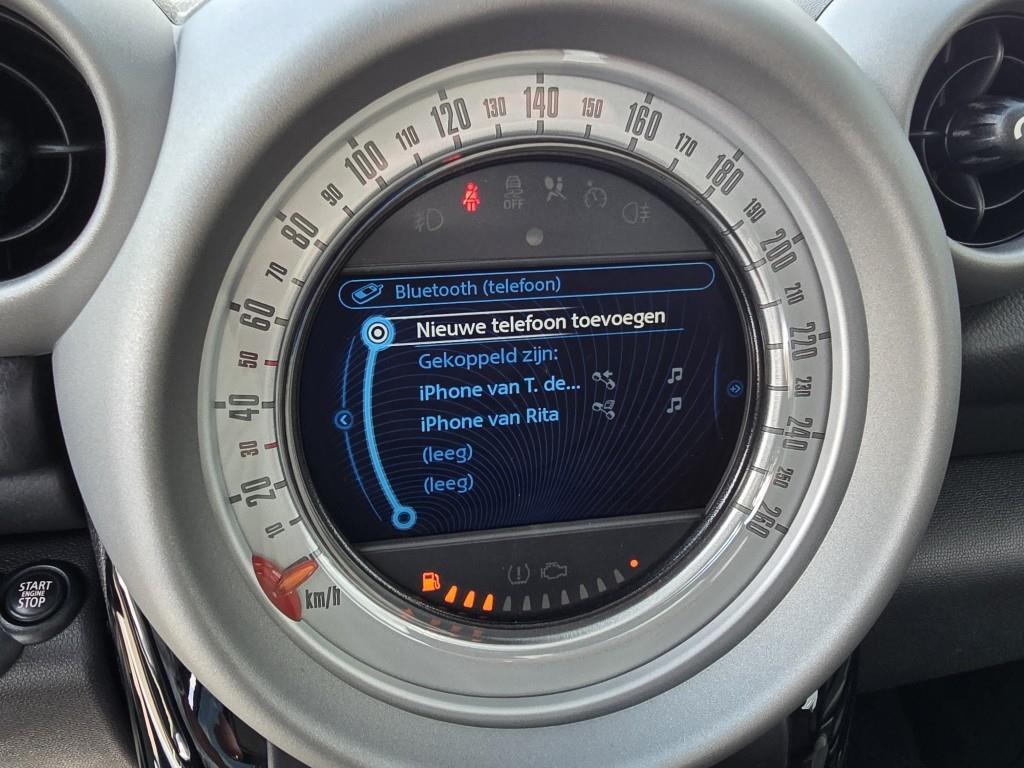 10
20
30
40
50
60
70
80
90
100
110
120
130
140
150
160
170
180
190
200
210
220
230
240
250
260
km/h
OFF
Bluetooth (telefoon)
Nieuwe telefoon toevoegen
Gekoppeld zijn:
iPhone van T. de...
iPhone van Rita
(leeg)
(leeg)
START
ENGINE
STOP